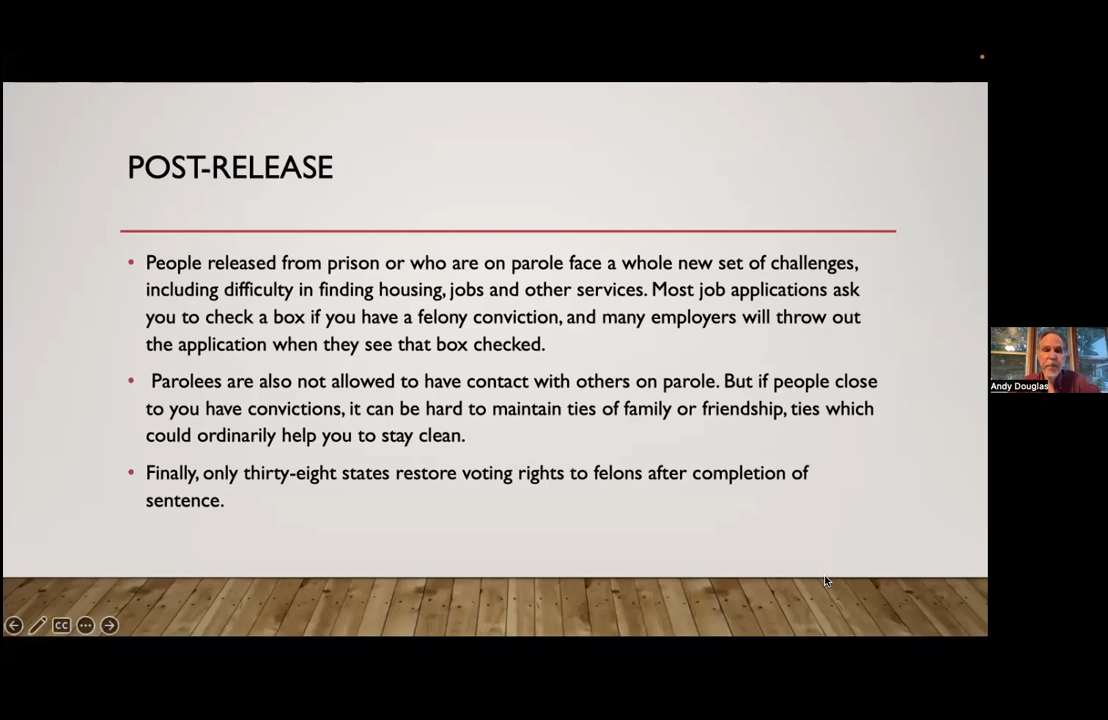 POST-RELEASE
• People released from prison or who are on parole face a whole new set of challenges,
including difficulty in finding housing, jobs and other services. Most job applications ask
you to check a box if you have a felony conviction, and many employers will throw out
the application when they see that box checked.
• Parolees are also not allowed to have contact with others on parole. But if people close
to you have convictions, it can be hard to maintain ties of family or friendship, ties which
could ordinarily help you to stay clean.
• Finally, only thirty-eight states restore voting rights to felons after completion of
sentence.
Andy Douglas
CC